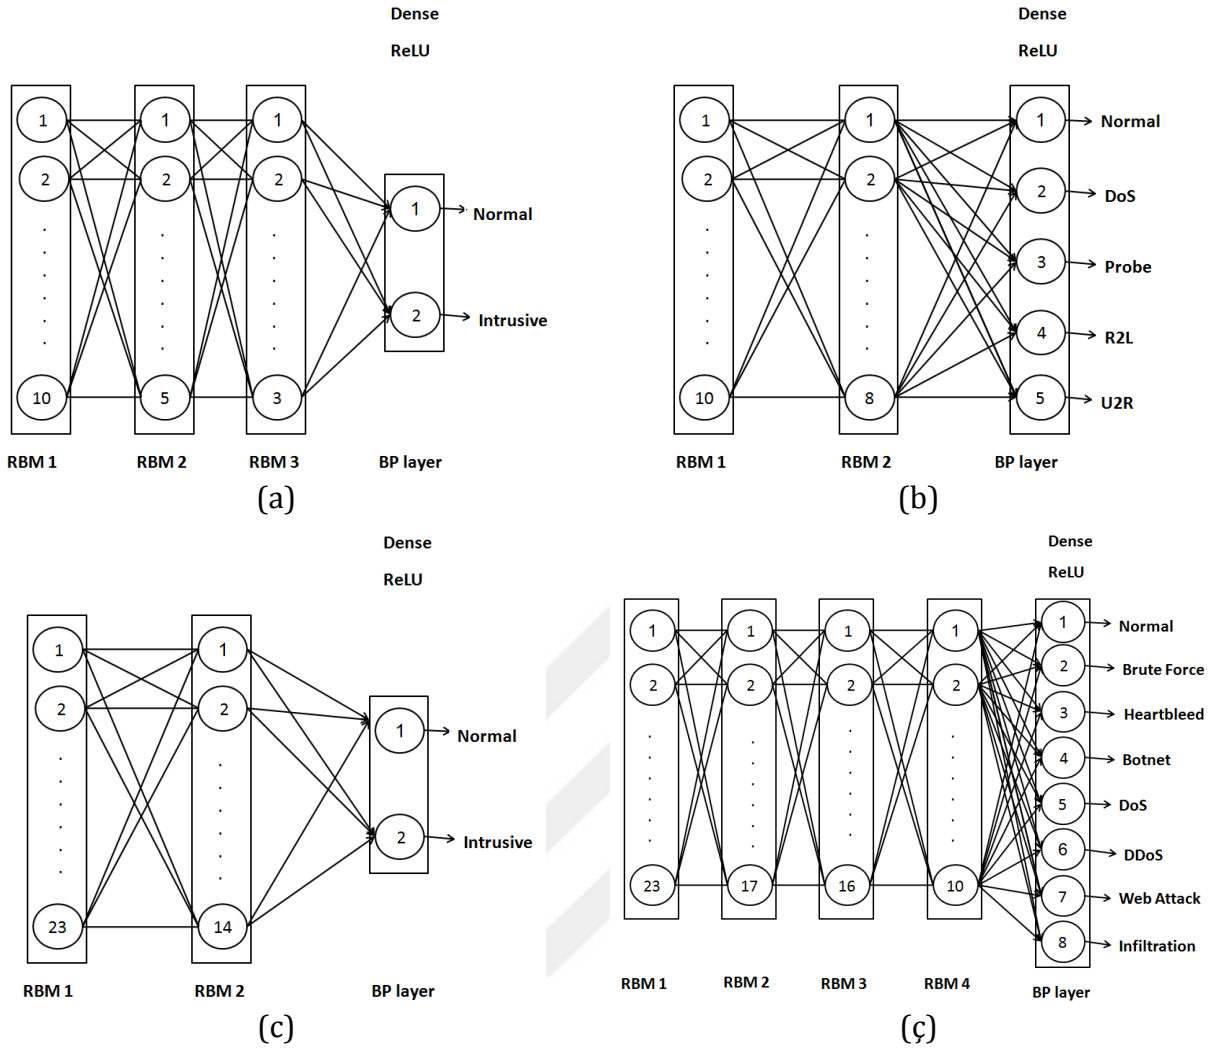 Dense
ReLU
1 1 1
2 2 2
1 Normal
2 Intrusive
10 5 3
RBM 1 RBM 2 RBM 3 BP layer
(a)
Dense
ReLU
1 1 1 Normal
2 2 2 DoS
3 Probe
4 R2L
10 8 5 U2R
RBM 1 RBM 2 BP layer
(b)
Dense
ReLU
1 1
2 2
1 Normal
2 Intrusive
23 14
RBM 1 RBM 2 BP layer
(c)
Dense
ReLU
1 1 1 1 1 Normal
2 2 2 2 2 Brute Force
3 Heartbleed
4 Botnet
5 DoS
6 DDoS
23 17 16 10 7 Web Attack
8 Infiltration
RBM 1 RBM 2 RBM 3 RBM 4 BP layer
(ç)